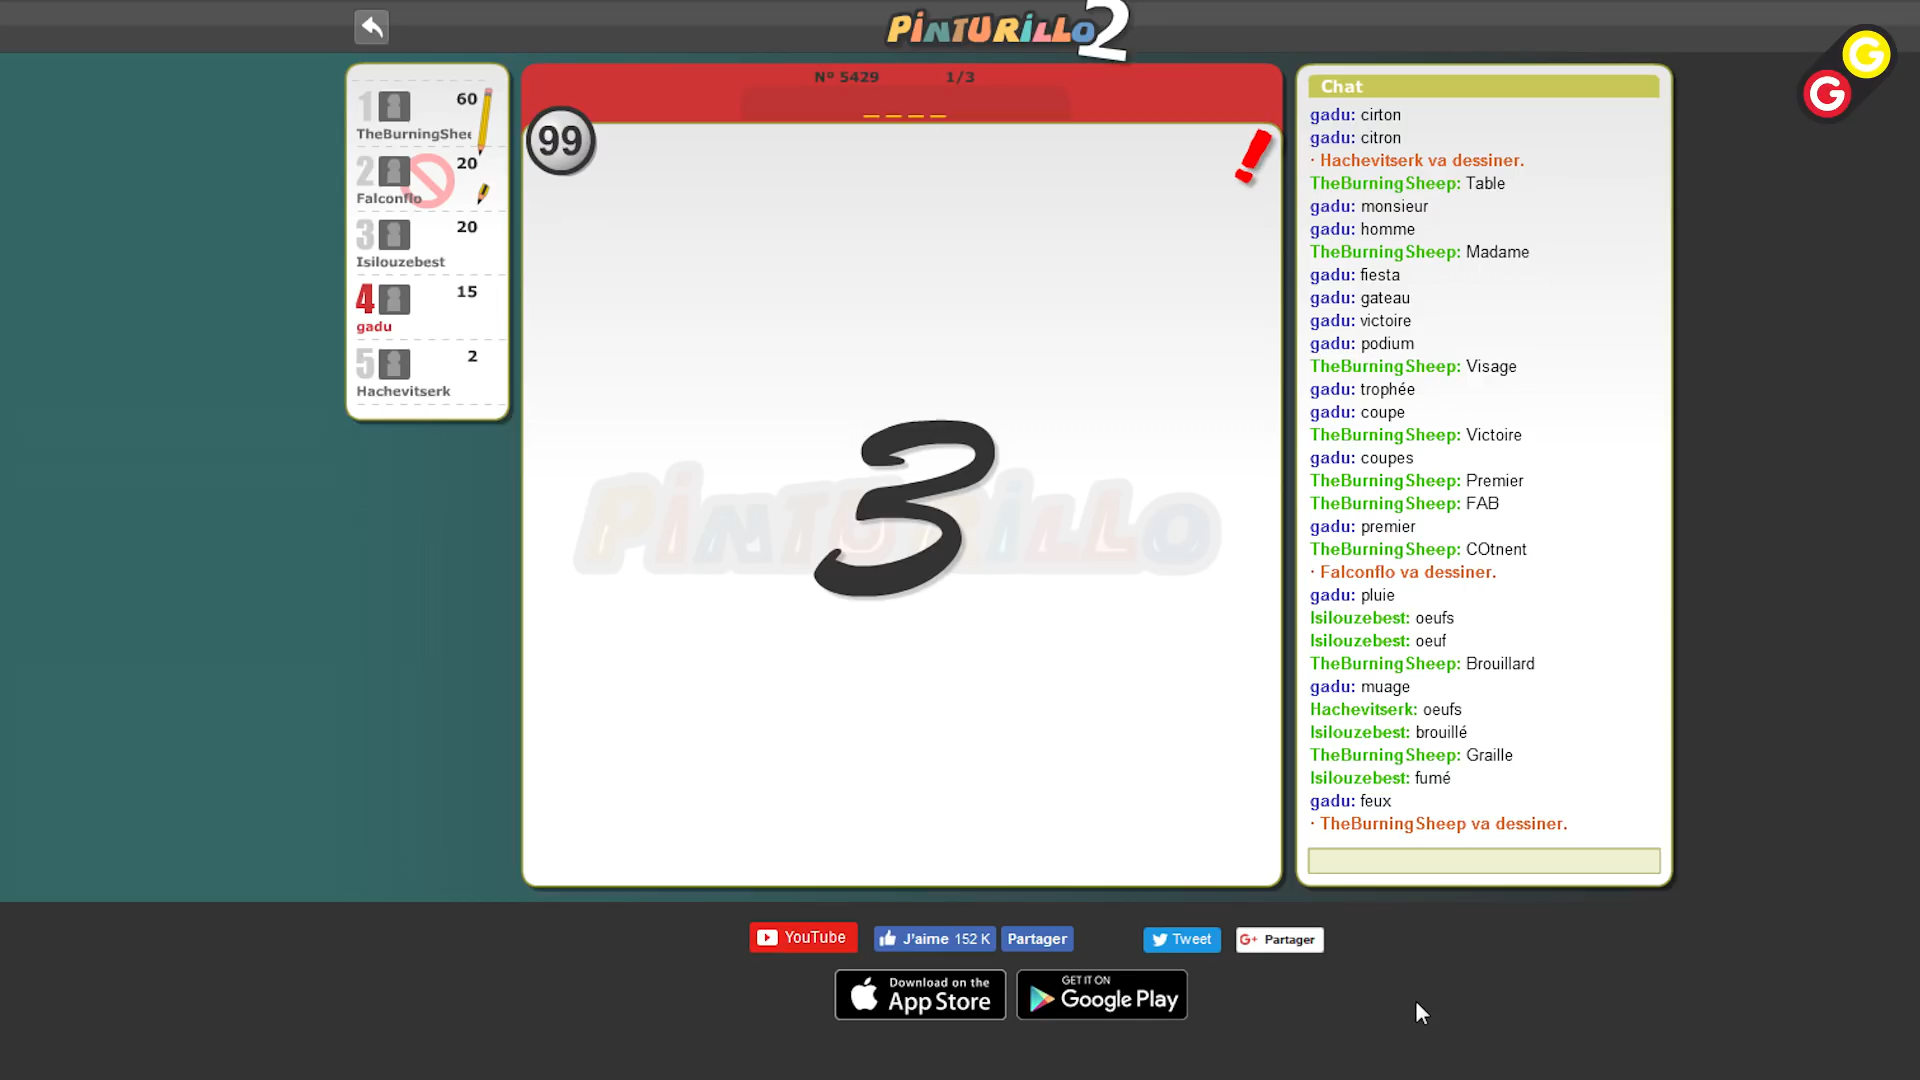 PINTURILLO 2
Nº 5429 1/3
_ _ _ _
99
1 60
TheBurningShee
2 20
Falconflo
3 20
Isilouzebest
4 15
gadu
5 2
Hachevitserk
!
PINTURILLO
3
Chat
gadu: cirton
gadu: citron
· Hachevitserk va dessiner.
TheBurningSheep: Table
gadu: monsieur
gadu: homme
TheBurningSheep: Madame
gadu: fiesta
gadu: gateau
gadu: victoire
gadu: podium
TheBurningSheep: Visage
gadu: trophée
gadu: coupe
TheBurningSheep: Victoire
gadu: coupes
TheBurningSheep: Premier
TheBurningSheep: FAB
gadu: premier
TheBurningSheep: COtnent
· Falconflo va dessiner.
gadu: pluie
Isilouzebest: oeufs
Isilouzebest: oeuf
TheBurningSheep: Brouillard
gadu: muage
Hachevitserk: oeufs
Isilouzebest: brouillé
TheBurningSheep: Graille
Isilouzebest: fumé
gadu: feux
· TheBurningSheep va dessiner.
G
G
YouTube
J'aime 152 K
Partager
Tweet
G+ Partager
Download on the
App Store
GET IT ON
Google Play